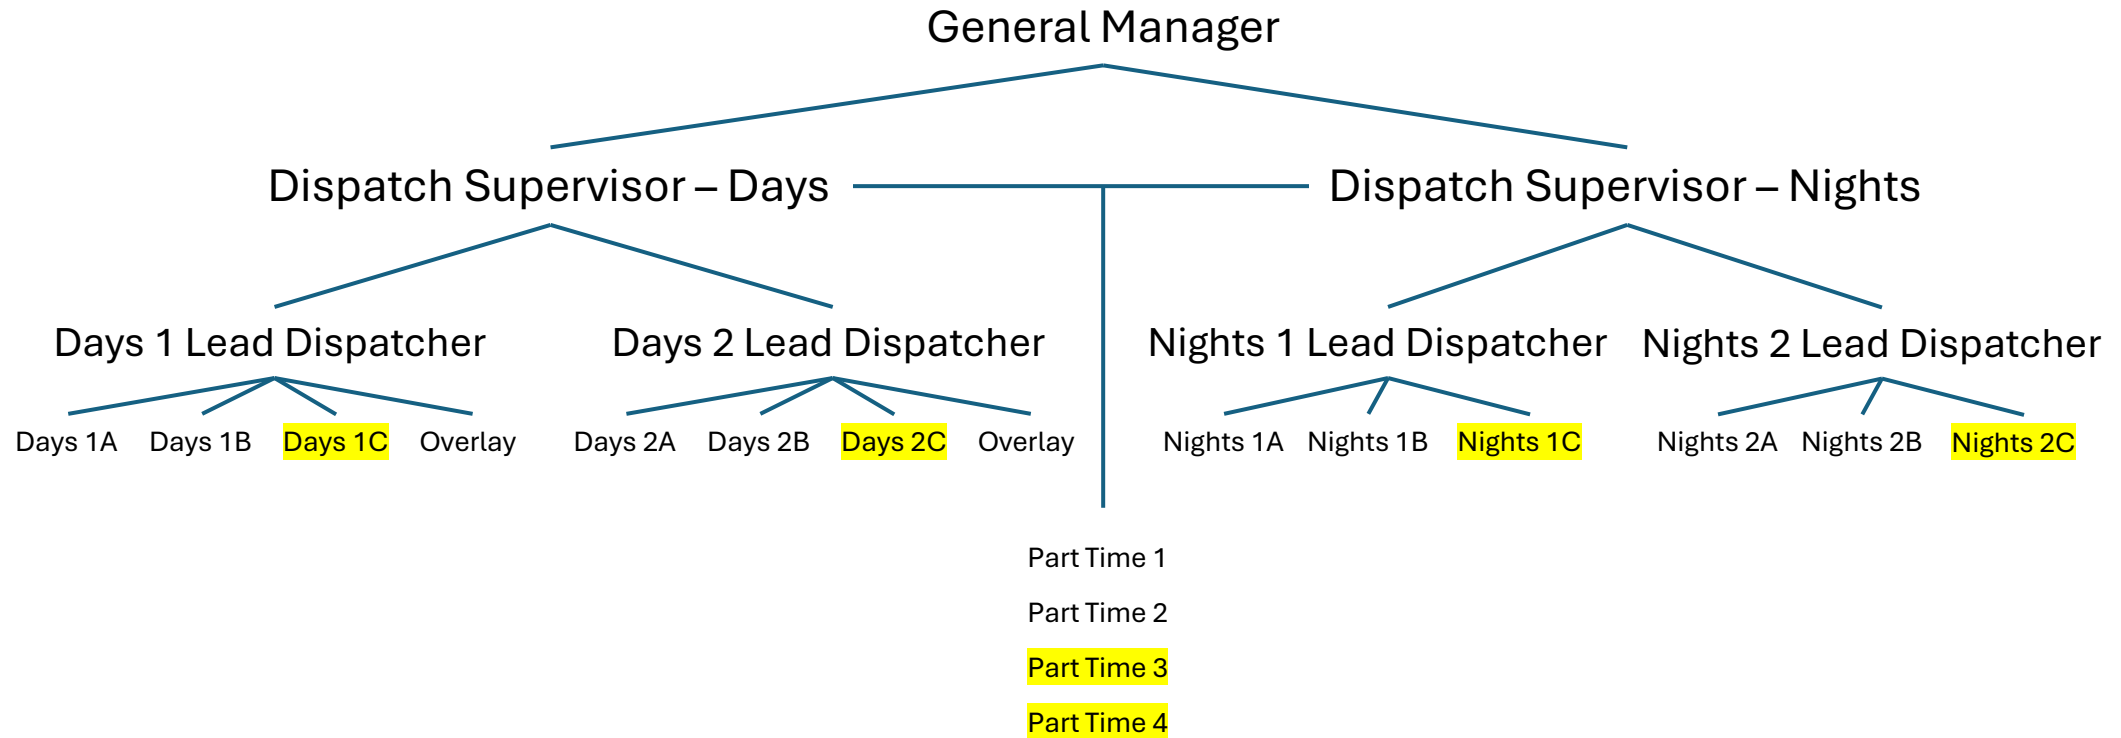 General Manager
Dispatch Supervisor – Days
Dispatch Supervisor – Nights
Days 1 Lead Dispatcher
Days 2 Lead Dispatcher
Nights 1 Lead Dispatcher
Nights 2 Lead Dispatcher
Days 1A
Days 1B
Days 1C
Overlay
Days 2A
Days 2B
Days 2C
Overlay
Nights 1A
Nights 1B
Nights 1C
Nights 2A
Nights 2B
Nights 2C
Part Time 1
Part Time 2
Part Time 3
Part Time 4